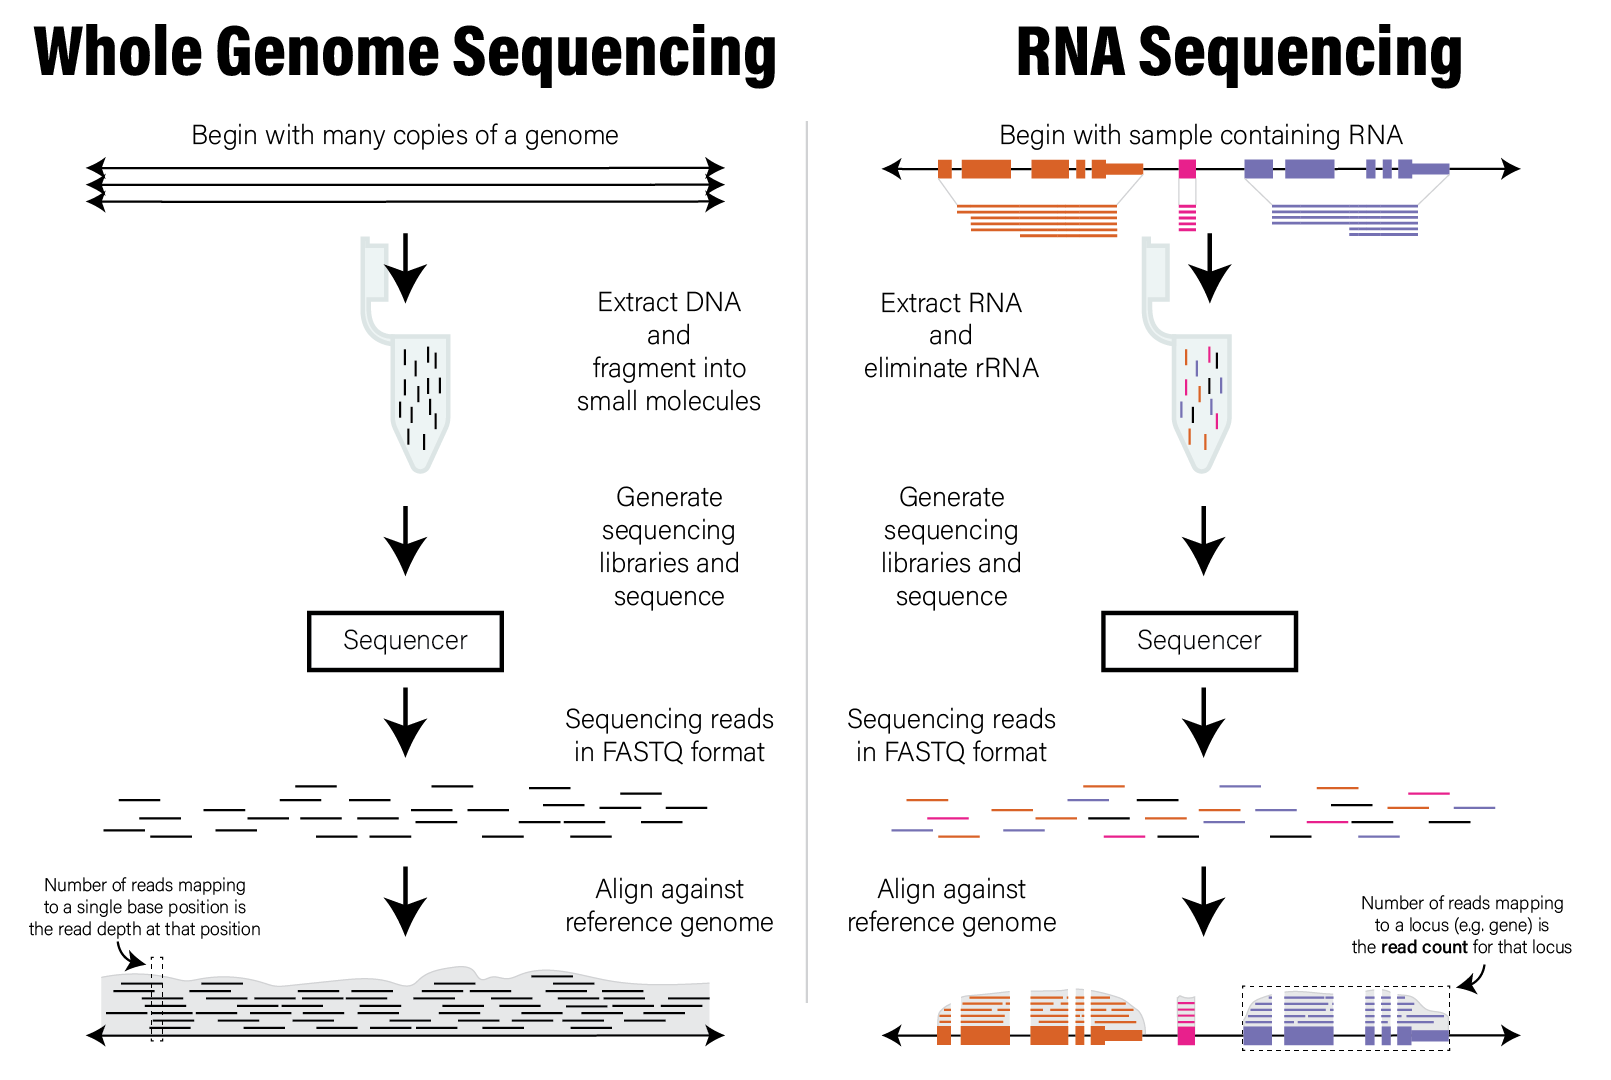 Whole Genome Sequencing
Begin with many copies of a genome
Extract DNA
and
fragment into
small molecules
Generate
sequencing
libraries and
sequence
Sequencer
Sequencing reads
in FASTQ format
Align against
reference genome
Number of reads mapping
to a single base position is
the read depth at that position
RNA Sequencing
Begin with sample containing RNA
Extract RNA
and
eliminate rRNA
Generate
sequencing
libraries and
sequence
Sequencer
Sequencing reads
in FASTQ format
Align against
reference genome
Number of reads mapping
to a locus (e.g. gene) is
the read count for that locus